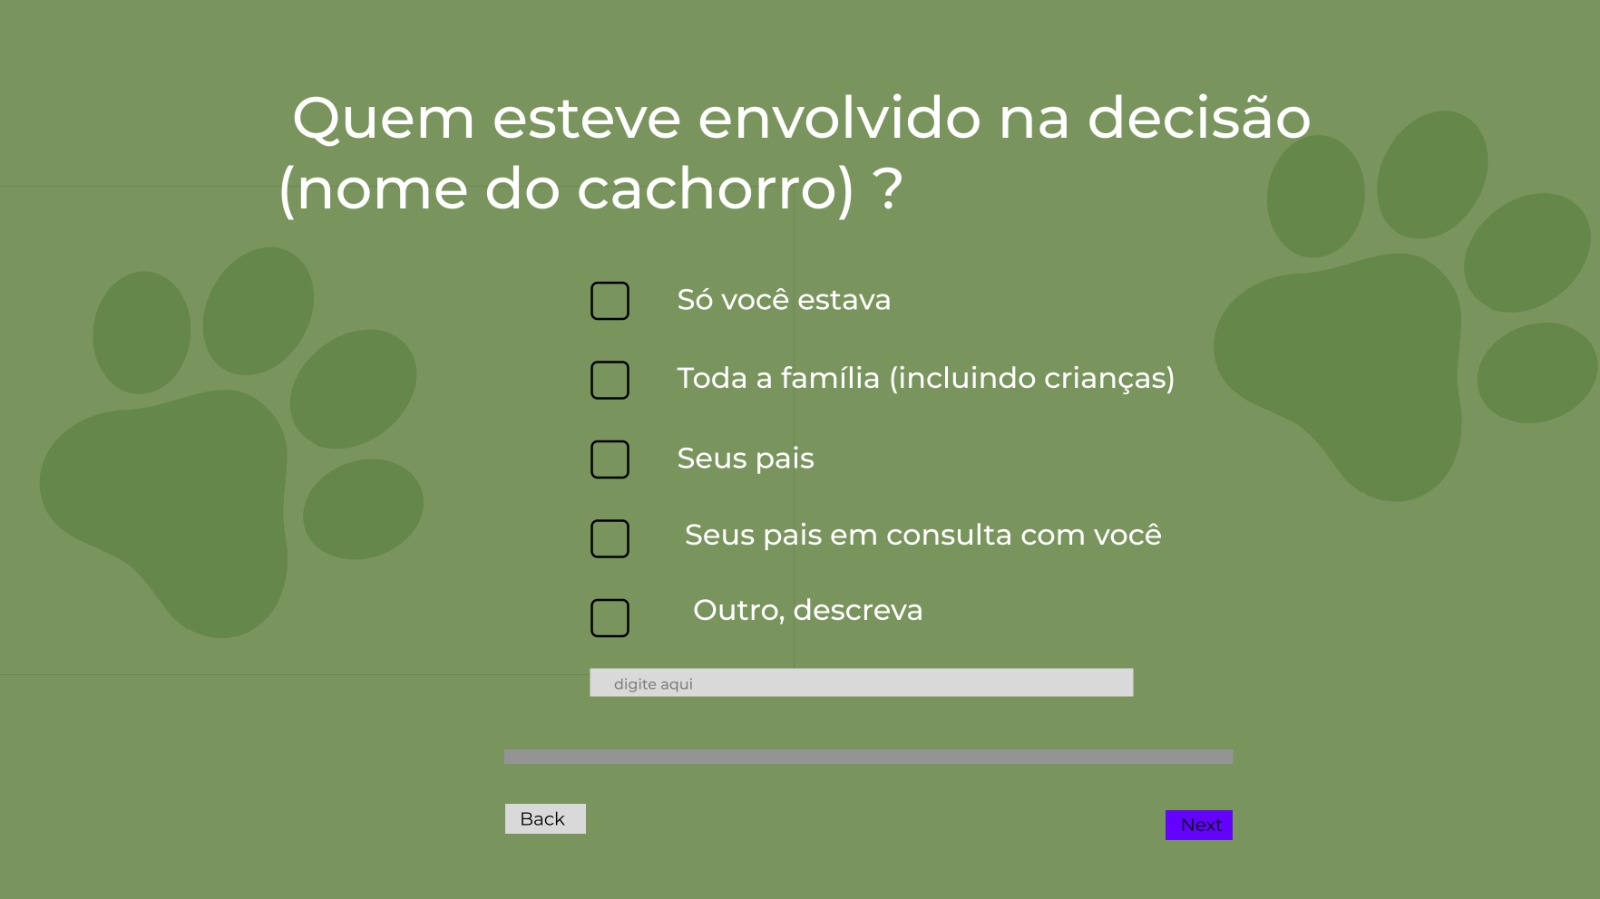 Quem esteve envolvido na decisão
(nome do cachorro) ?
Só você estava
Toda a família (incluindo crianças)
Seus pais
Seus pais em consulta com você
Outro, descreva
digite aqui
Back
Next